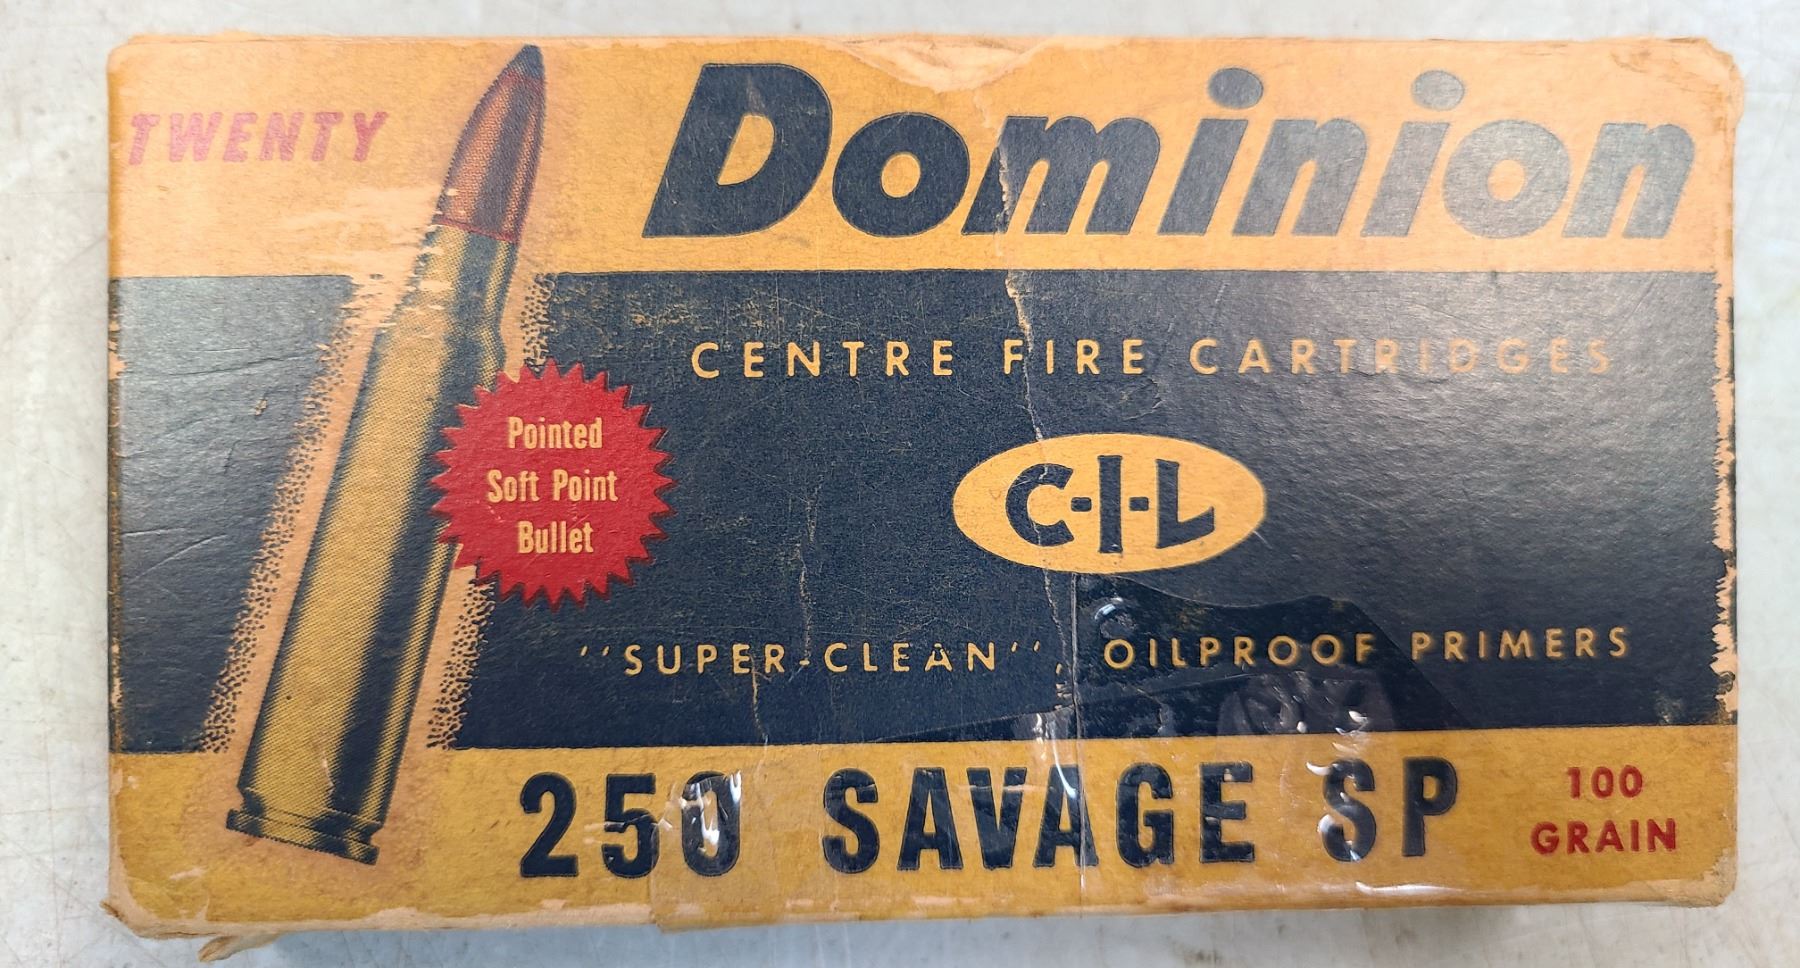 TWENTY
Dominion
CENTRE FIRE CARTRIDGES
Pointed
Soft Point
Bullet
C-I-L
"SUPER-CLEAN", OILPROOF PRIMERS
250 SAVAGE SP
100
GRAIN